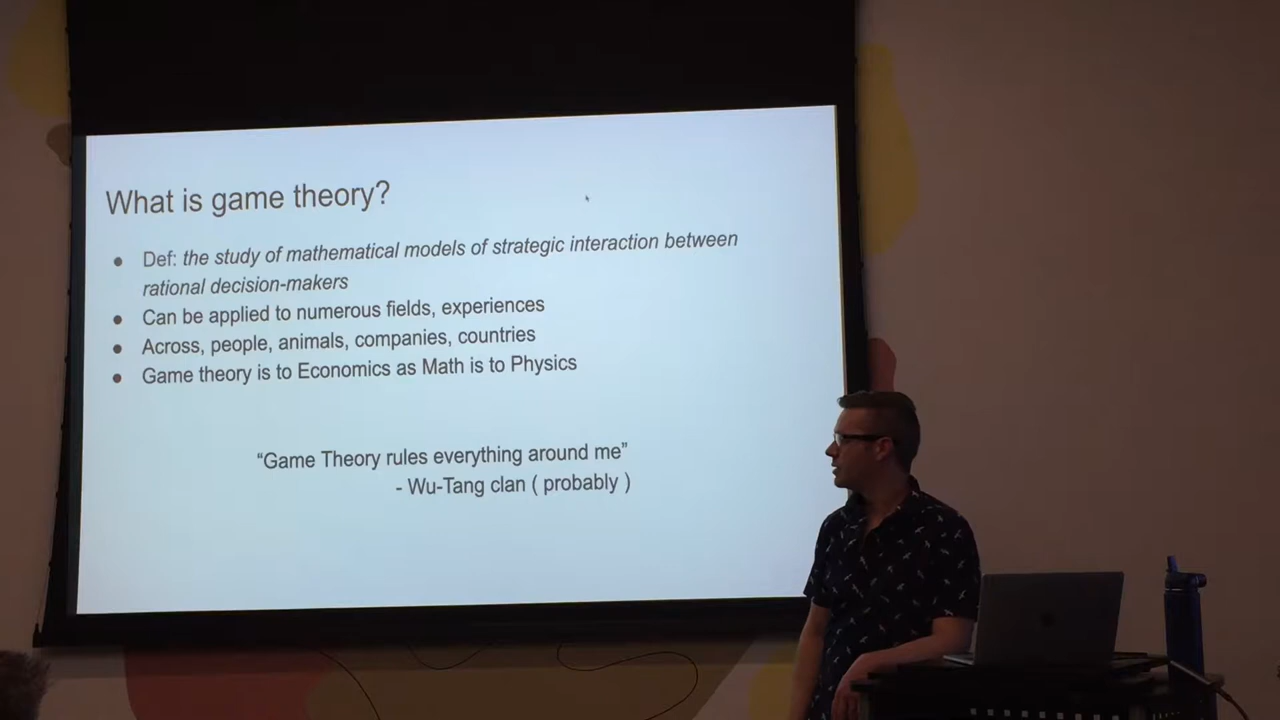 What is game theory?
● Def: the study of mathematical models of strategic interaction between
rational decision-makers
● Can be applied to numerous fields, experiences
● Across, people, animals, companies, countries
● Game theory is to Economics as Math is to Physics
“Game Theory rules everything around me”
- Wu-Tang clan ( probably )